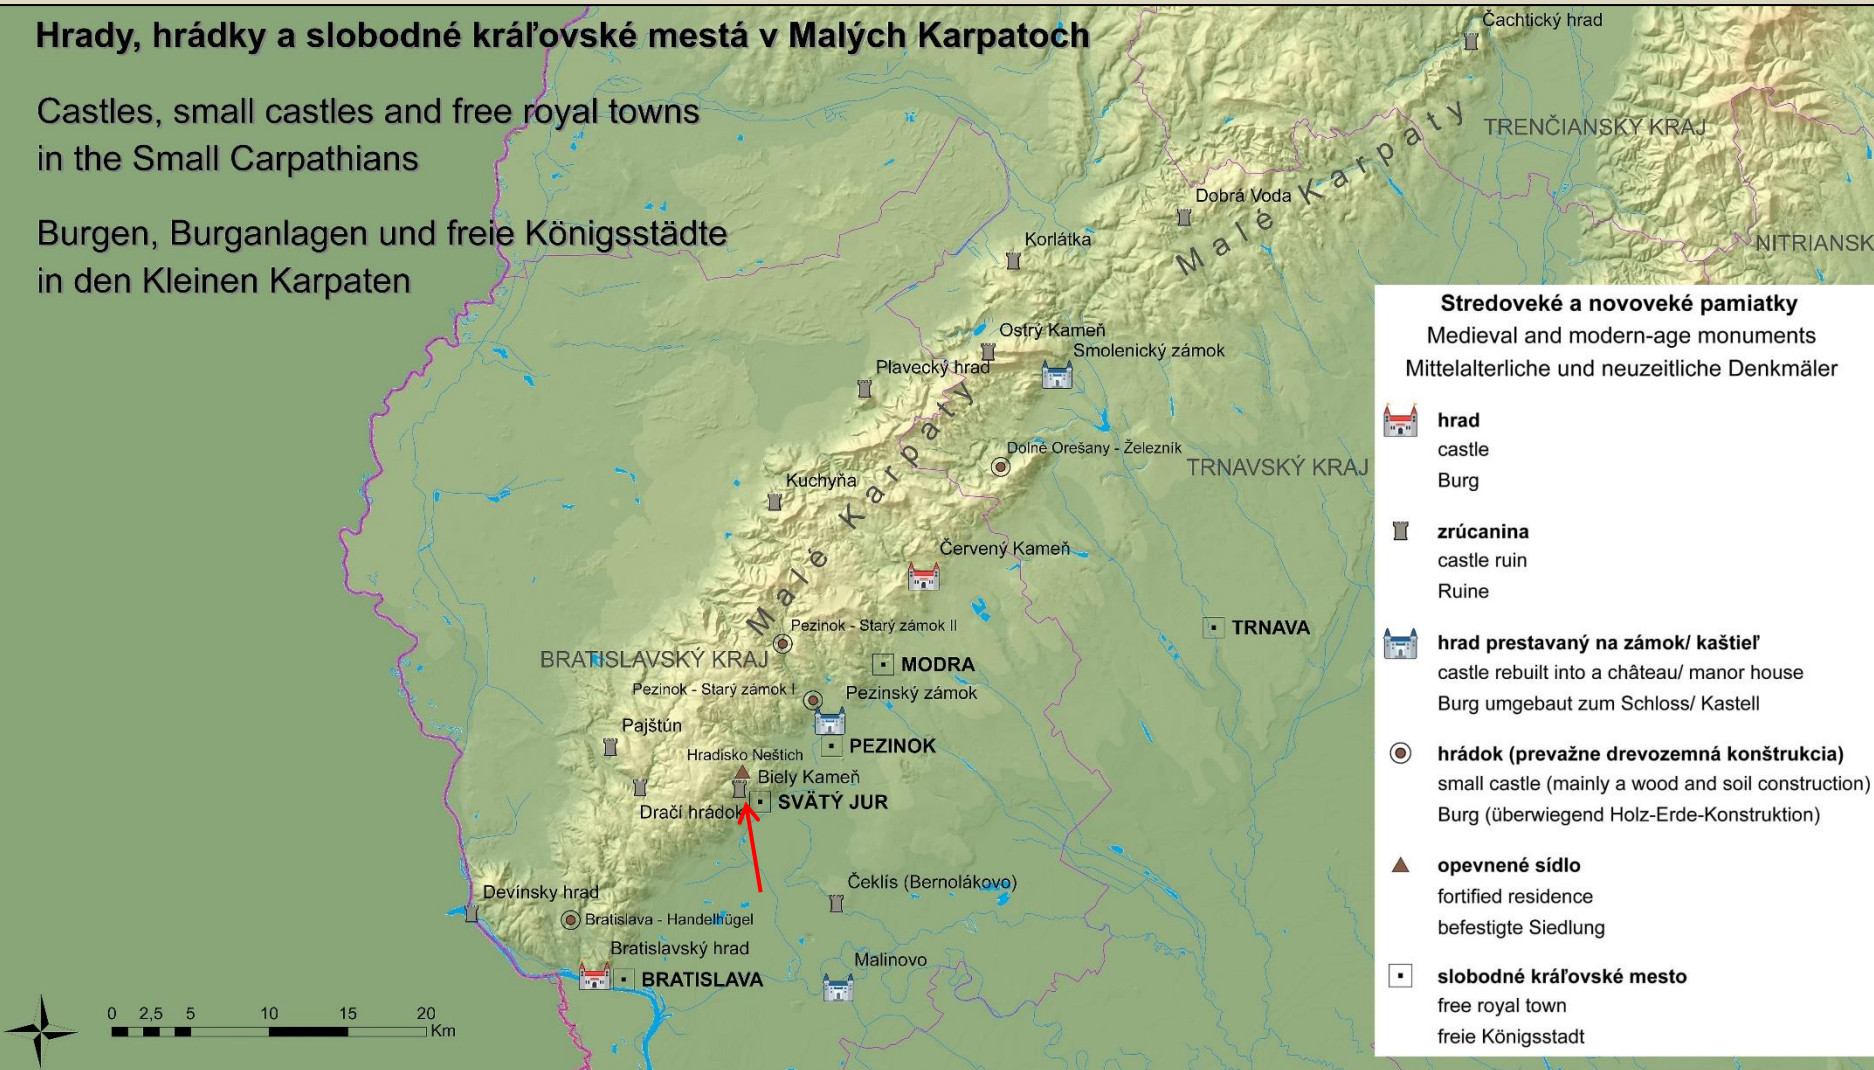 Hrady, hrádky a slobodné kráľovské mestá v Malých Karpatoch
Castles, small castles and free royal towns
in the Small Carpathians
Burgen, Burganlagen und freie Königsstädte
in den Kleinen Karpaten
Čachtický hrad
TRENČIANSKY KRAJ
Malé Karpaty
Dobrá Voda
NITRIANSK
Korlátka
Ostrý Kameň
Smolenický zámok
Plavecký hrad
Dolné Orešany - Železník
TRNAVSKÝ KRAJ
Kuchyňa
Malé Karpaty
Červený Kameň
Pezinok - Starý zámok II
TRNAVA
BRATISLAVSKÝ KRAJ
MODRA
Pezinok - Starý zámok I
Pezinský zámok
Pajštún
PEZINOK
Hradisko Neštich
Biely Kameň
SVÄTÝ JUR
Dračí hrádok
Čeklís (Bernolákovo)
Devínsky hrad
Bratislava - Handelhügel
Bratislavský hrad
Malinovo
BRATISLAVA
0 2,5 5 10 15 20
Km
Stredoveké a novoveké pamiatky
Medieval and modern-age monuments
Mittelalterliche und neuzeitliche Denkmäler
hrad
castle
Burg
zrúcanina
castle ruin
Ruine
hrad prestavaný na zámok/ kaštieľ
castle rebuilt into a château/ manor house
Burg umgebaut zum Schloss/ Kastell
hrádok (prevažne drevozemná konštrukcia)
small castle (mainly a wood and soil construction)
Burg (überwiegend Holz-Erde-Konstruktion)
opevnené sídlo
fortified residence
befestigte Siedlung
slobodné kráľovské mesto
free royal town
freie Königsstadt